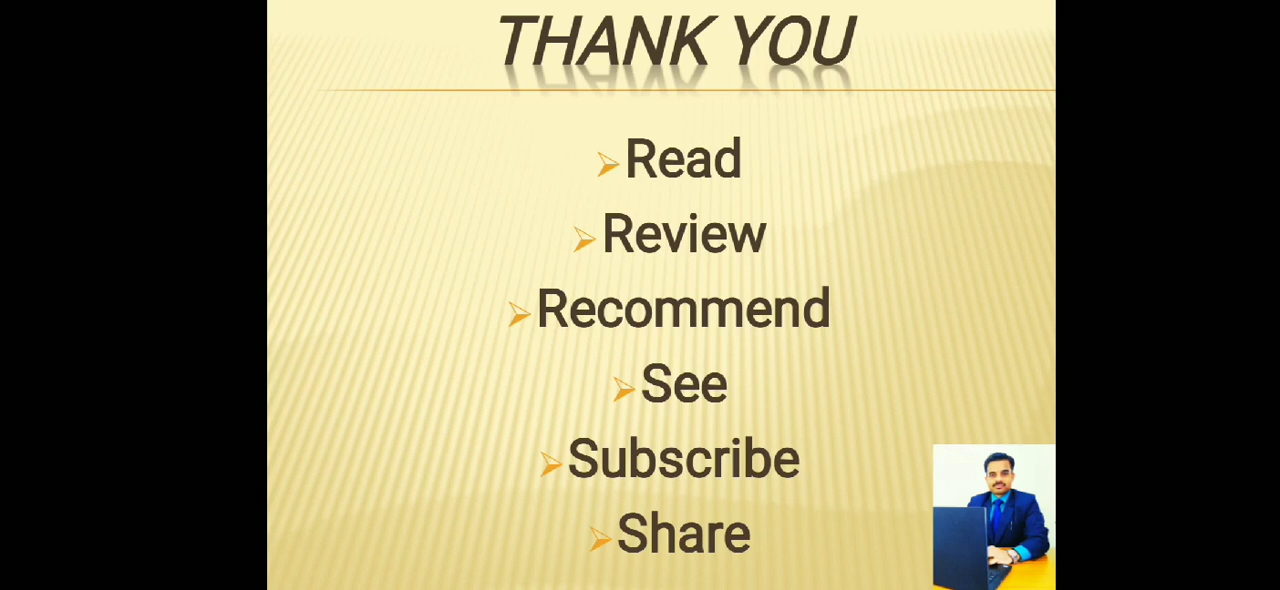 THANK YOU
Read
Review
Recommend
See
Subscribe
Share